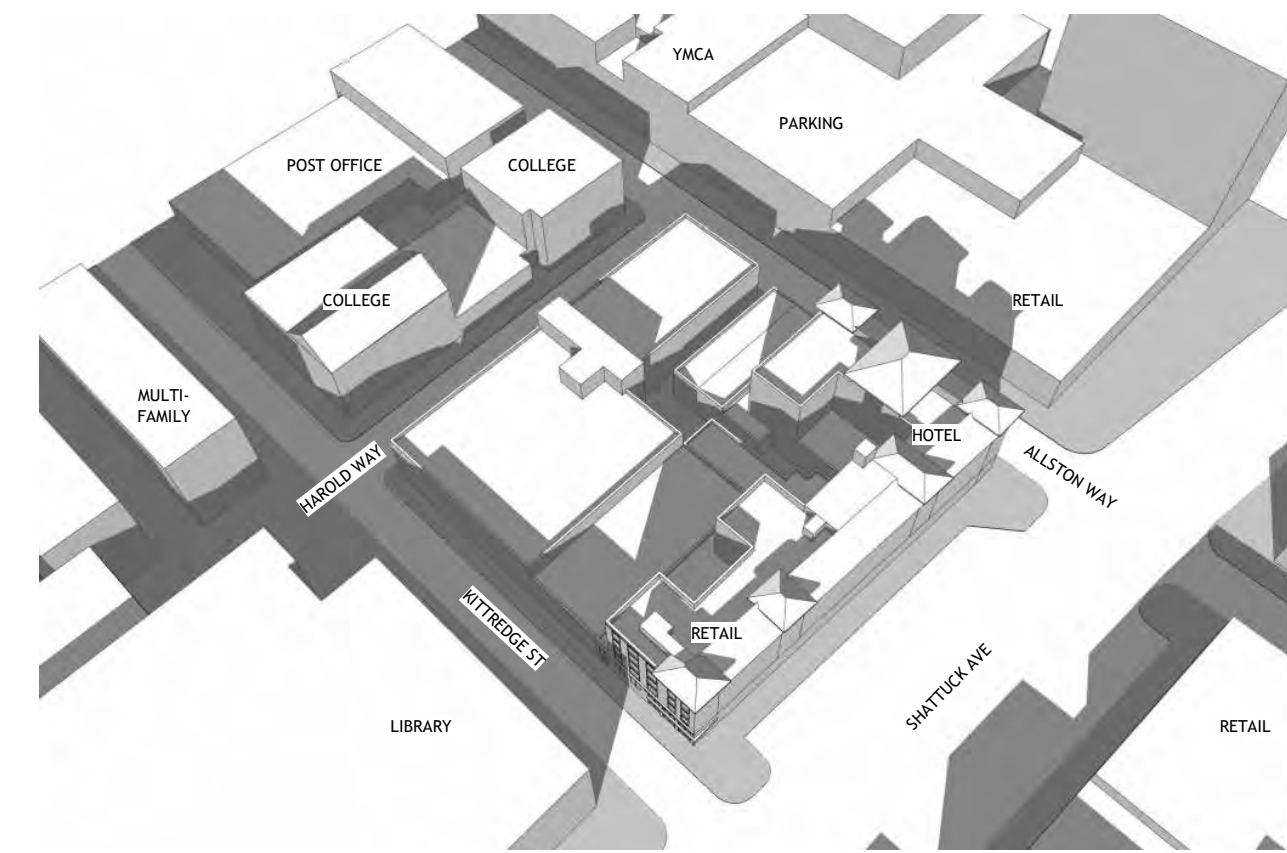 YMCA
PARKING
POST OFFICE
COLLEGE
COLLEGE
RETAIL
MULTI-
FAMILY
HOTEL
ALLSTON WAY
HAROLD WAY
KITTREDGE ST
RETAIL
SHATTUCK AVE
LIBRARY
RETAIL